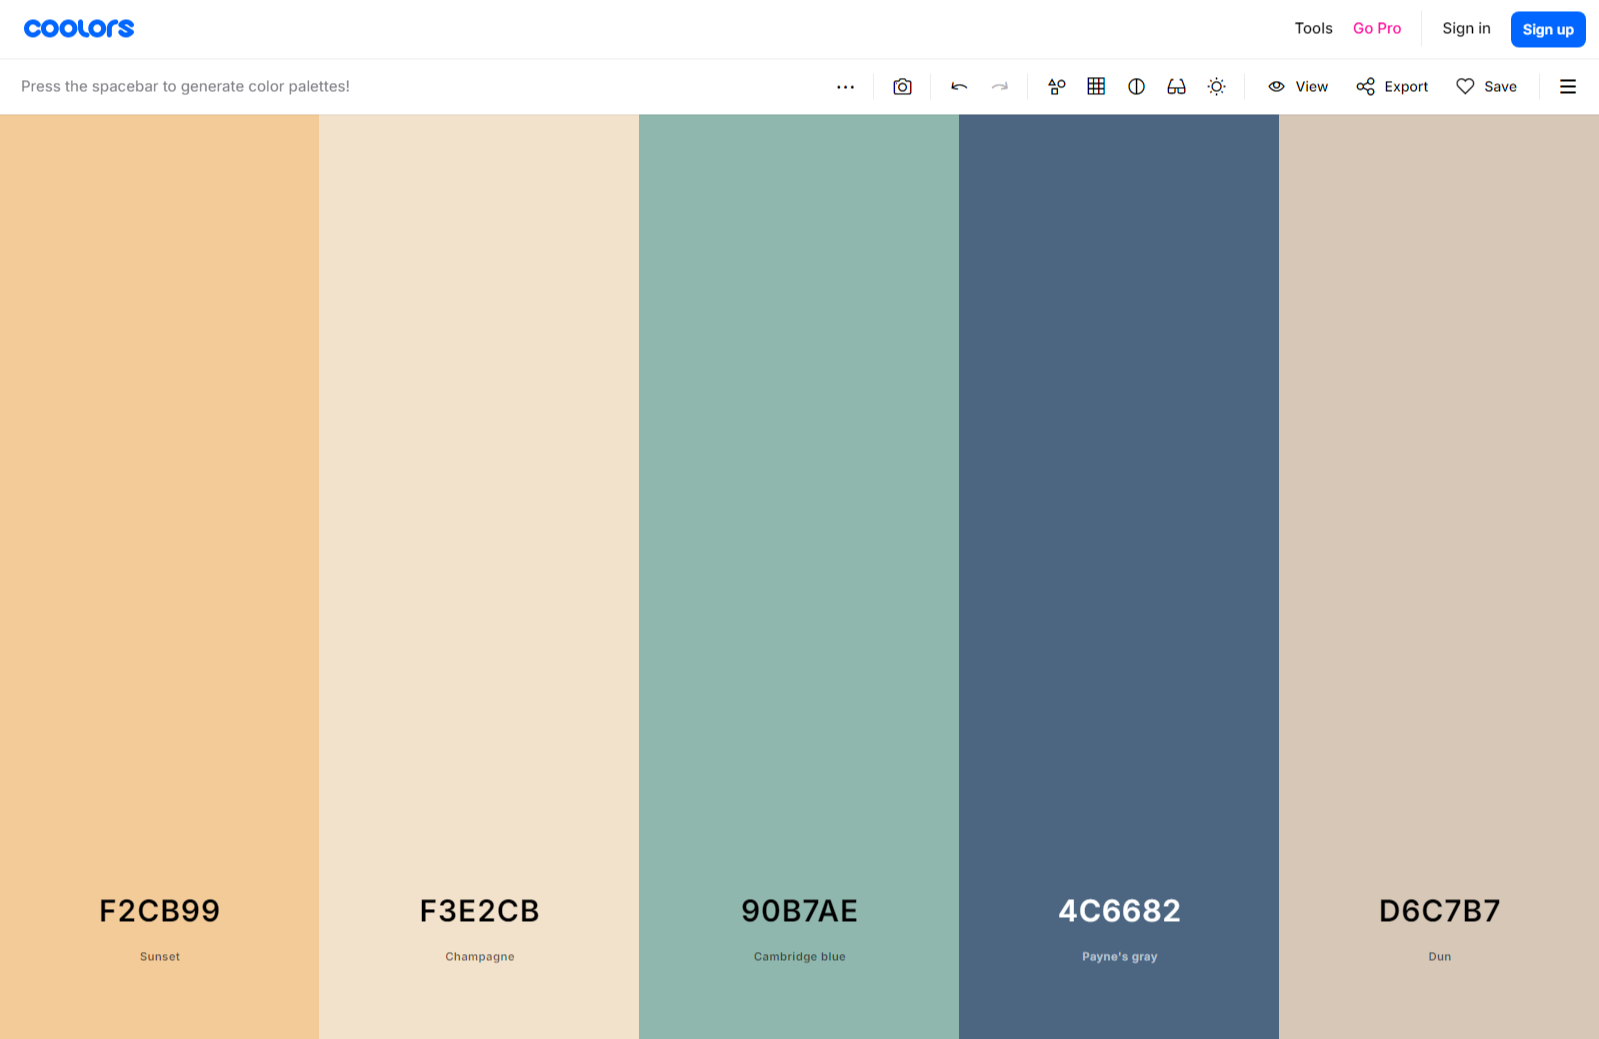 coolors
Tools Go Pro Sign in Sign up
Press the spacebar to generate color palettes!
View Export Save
F2CB99
Sunset
F3E2CB
Champagne
90B7AE
Cambridge blue
4C6682
Payne's gray
D6C7B7
Dun